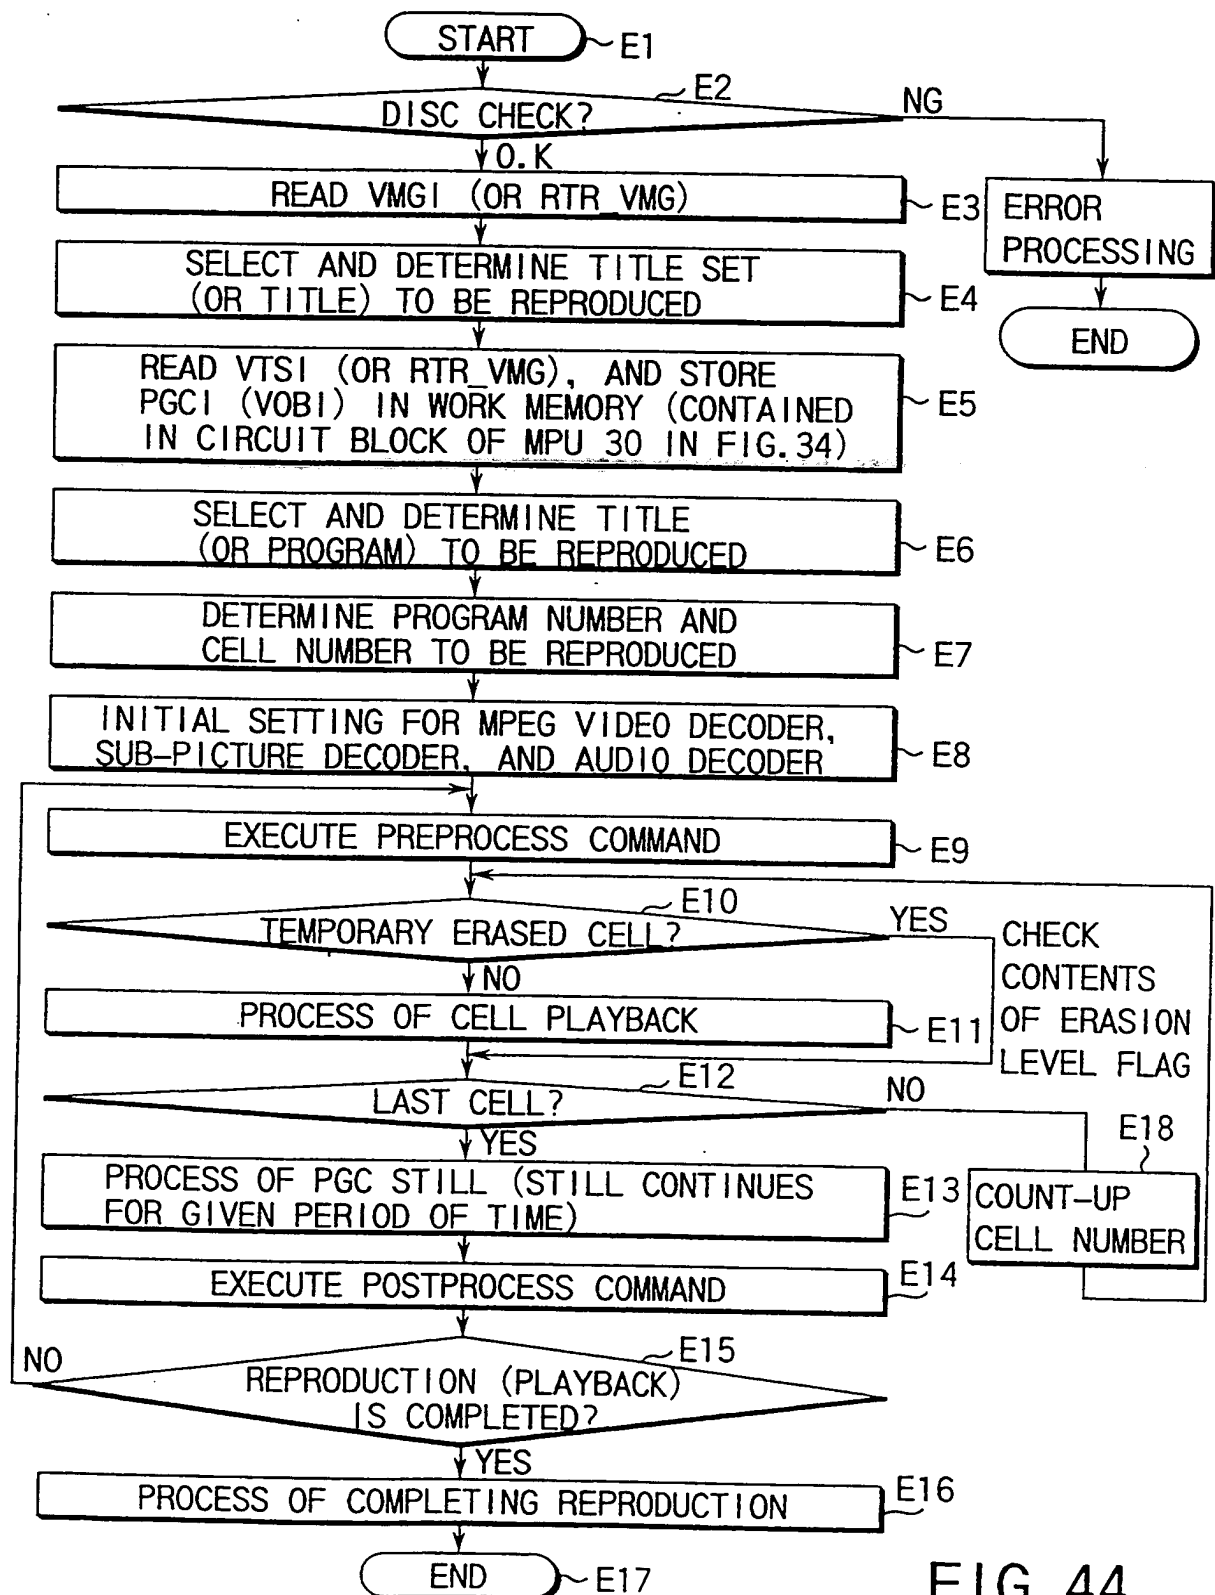 START
E1
E2
DISC CHECK?
NG
O.K
READ VMGI (OR RTR_VMG)
E3
ERROR
PROCESSING
END
SELECT AND DETERMINE TITLE SET
(OR TITLE) TO BE REPRODUCED
E4
READ VTSI (OR RTR_VMG), AND STORE
PGCI (VOBI) IN WORK MEMORY (CONTAINED
IN CIRCUIT BLOCK OF MPU 30 IN FIG.34)
E5
SELECT AND DETERMINE TITLE
(OR PROGRAM) TO BE REPRODUCED
E6
DETERMINE PROGRAM NUMBER AND
CELL NUMBER TO BE REPRODUCED
E7
INITIAL SETTING FOR MPEG VIDEO DECODER,
SUB-PICTURE DECODER, AND AUDIO DECODER
E8
EXECUTE PREPROCESS COMMAND
E9
E10
TEMPORARY ERASED CELL?
YES
NO
CHECK
CONTENTS
OF ERASION
LEVEL FLAG
PROCESS OF CELL PLAYBACK
E11
E12
LAST CELL?
NO
YES
E18
COUNT-UP
CELL NUMBER
PROCESS OF PGC STILL (STILL CONTINUES
FOR GIVEN PERIOD OF TIME)
E13
EXECUTE POSTPROCESS COMMAND
E14
E15
NO
REPRODUCTION (PLAYBACK)
IS COMPLETED?
YES
PROCESS OF COMPLETING REPRODUCTION
E16
END
E17
FIG. 44